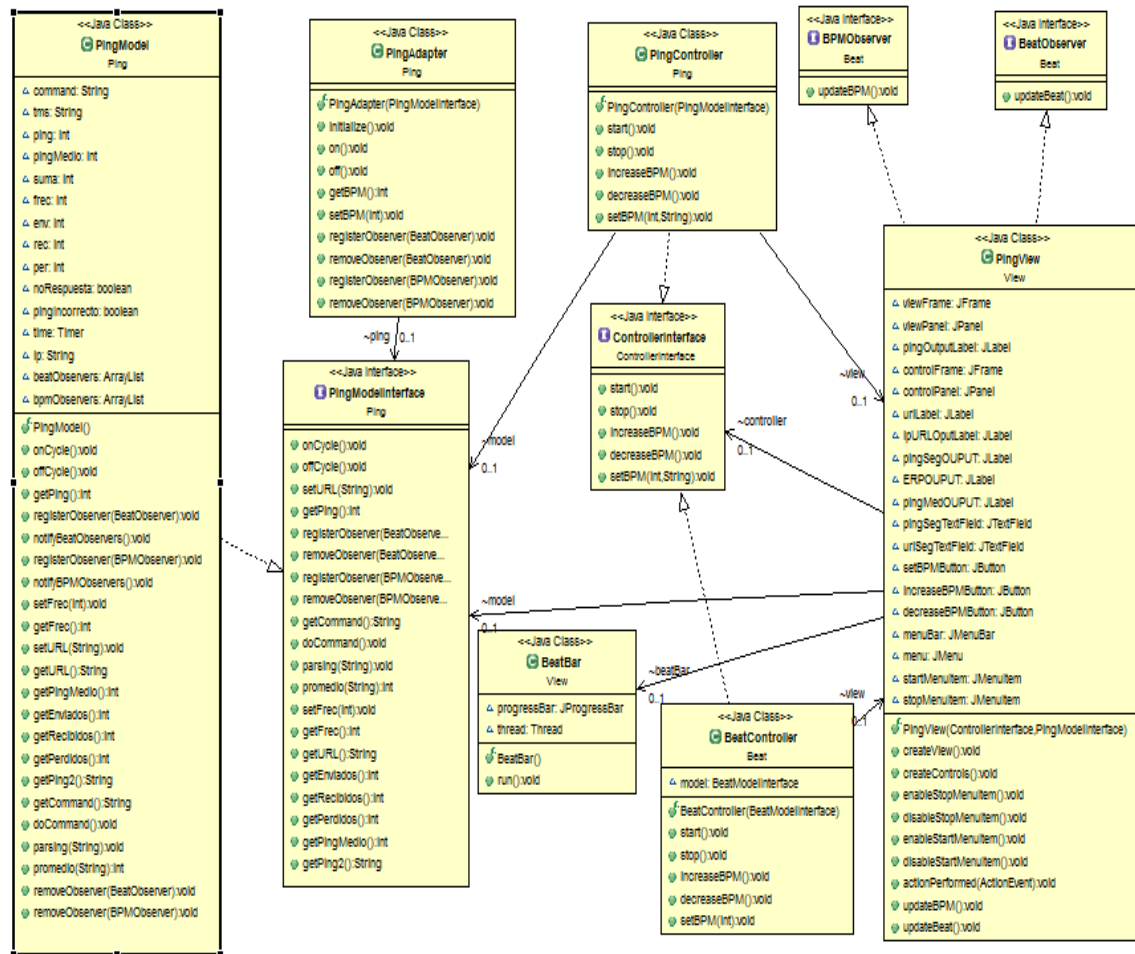 <<Java Class>>
PingModel
Ping
command: String
tms: String
ping: int
pingMedio: int
suma: int
frec: int
env: int
rec: int
per: int
noRespuesta: boolean
pingIncorrecto: boolean
time: Timer
ip: String
beatObservers: ArrayList
bpmObservers: ArrayList
PingModel()
onCycle():void
offCycle():void
getPing():int
registerObserver(BeatObserver):void
notifyBeatObservers():void
registerObserver(BPMObserver):void
notifyBPMObservers():void
setFrec(int):void
getFrec():int
setURL(String):void
getURL():String
getPingMedio():int
getEnviados():int
getRecibidos():int
getPerdidos():int
getPing2():String
getCommand():String
doCommand():void
parsing(String):void
promedio(String):int
removeObserver(BeatObserver):void
removeObserver(BPMObserver):void
<<Java Class>>
PingAdapter
Ping
PingAdapter(PingModelInterface)
initialize():void
on():void
off():void
getBPM():int
setBPM(int):void
registerObserver(BeatObserver):void
removeObserver(BeatObserver):void
registerObserver(BPMObserver):void
removeObserver(BPMObserver):void
~ping 0..1
<<Java Interface>>
PingModelInterface
Ping
onCycle():void
offCycle():void
setURL(String):void
getPing():int
registerObserver(BeatObserve...
removeObserver(BeatObserve...
registerObserver(BPMObserve...
removeObserver(BPMObserve...
getCommand():String
doCommand():void
parsing(String):void
promedio(String):int
setFrec(int):void
getFrec():int
getURL():String
getEnviados():int
getRecibidos():int
getPerdidos():int
getPingMedio():int
getPing2():String
<<Java Class>>
PingController
Ping
PingController(PingModelInterface)
start():void
stop():void
increaseBPM():void
decreaseBPM():void
setBPM(int,String):void
~model
0..1
<<Java Interface>>
ControllerInterface
ControllerInterface
start():void
stop():void
increaseBPM():void
decreaseBPM():void
setBPM(int,String):void
~view
0..1
~controller
0..1
~model
0..1
<<Java Class>>
BeatBar
View
progressBar: JProgressBar
thread: Thread
BeatBar()
run():void
~beatBar
0..1
<<Java Class>>
BeatController
Beat
model: BeatModelInterface
BeatController(BeatModelInterface)
start():void
stop():void
increaseBPM():void
decreaseBPM():void
setBPM(int):void
~view
0..1
<<Java Interface>>
BPMObserver
Beat
updateBPM():void
<<Java Interface>>
BeatObserver
Beat
updateBeat():void
<<Java Class>>
PingView
View
viewFrame: JFrame
viewPanel: JPanel
pingOutputLabel: JLabel
controlFrame: JFrame
controlPanel: JPanel
urlLabel: JLabel
ipURLOputLabel: JLabel
pingSegOUPUT: JLabel
ERPOUPUT: JLabel
pingMedOUPUT: JLabel
pingSegTextField: JTextField
urlSegTextField: JTextField
setBPMButton: JButton
increaseBPMButton: JButton
decreaseBPMButton: JButton
menuBar: JMenuBar
menu: JMenu
startMenuItem: JMenuItem
stopMenuItem: JMenuItem
PingView(ControllerInterface,PingModelInterface)
createView():void
createControls():void
enableStopMenuItem():void
disableStopMenuItem():void
enableStartMenuItem():void
disableStartMenuItem():void
actionPerformed(ActionEvent):void
updateBPM():void
updateBeat():void